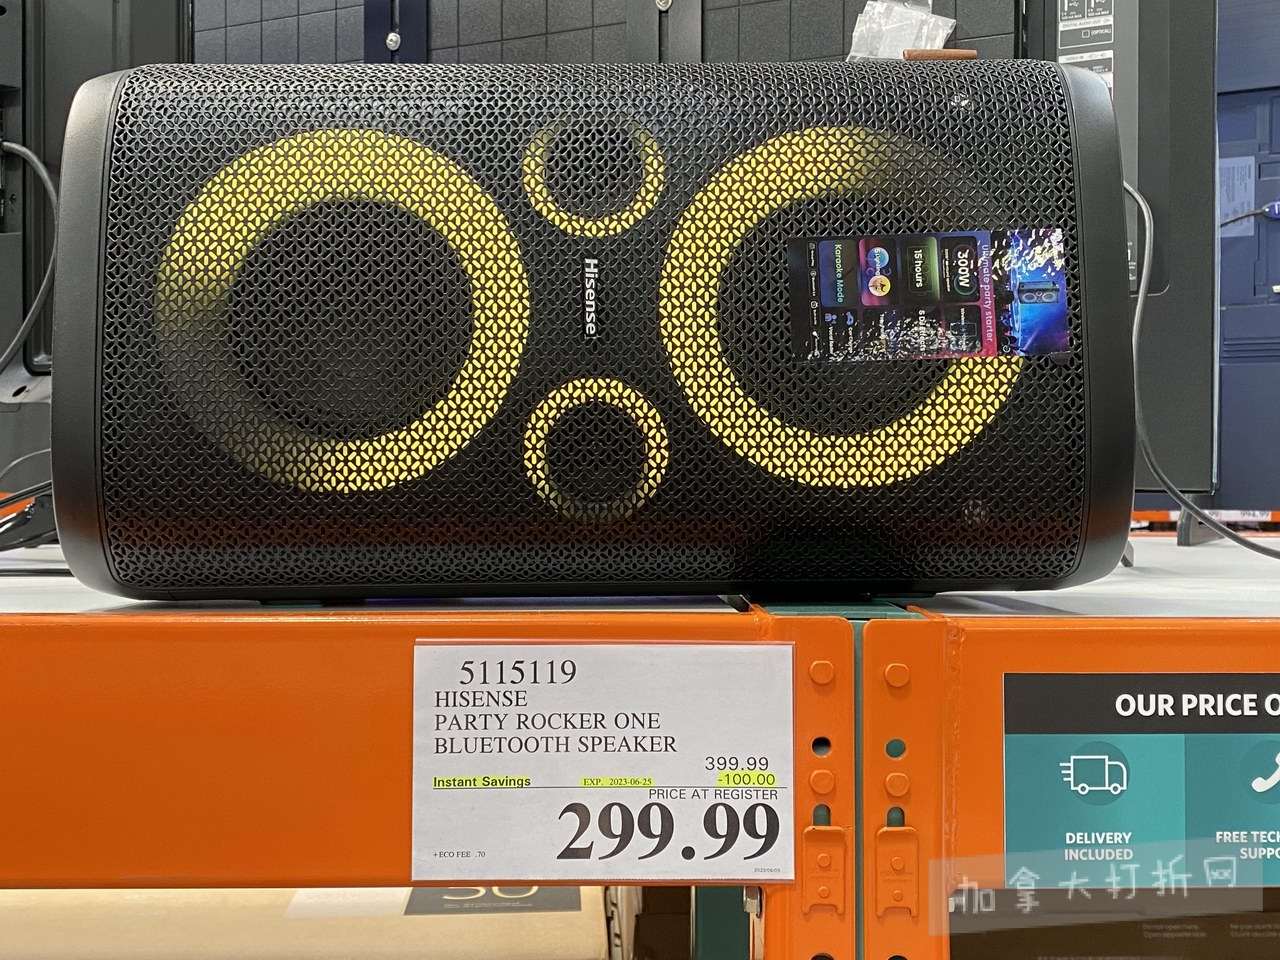 Hisense
Ultimate party starter
300W
15 hours
Karaoke Mode
5115119
HISENSE
PARTY ROCKER ONE
BLUETOOTH SPEAKER
399.99
Instant Savings EXP. 2023-06-25 -100.00
PRICE AT REGISTER
299.99
+ECO FEE .70
OUR PRICE
DELIVERY
INCLUDED
FREE
加拿大打折网